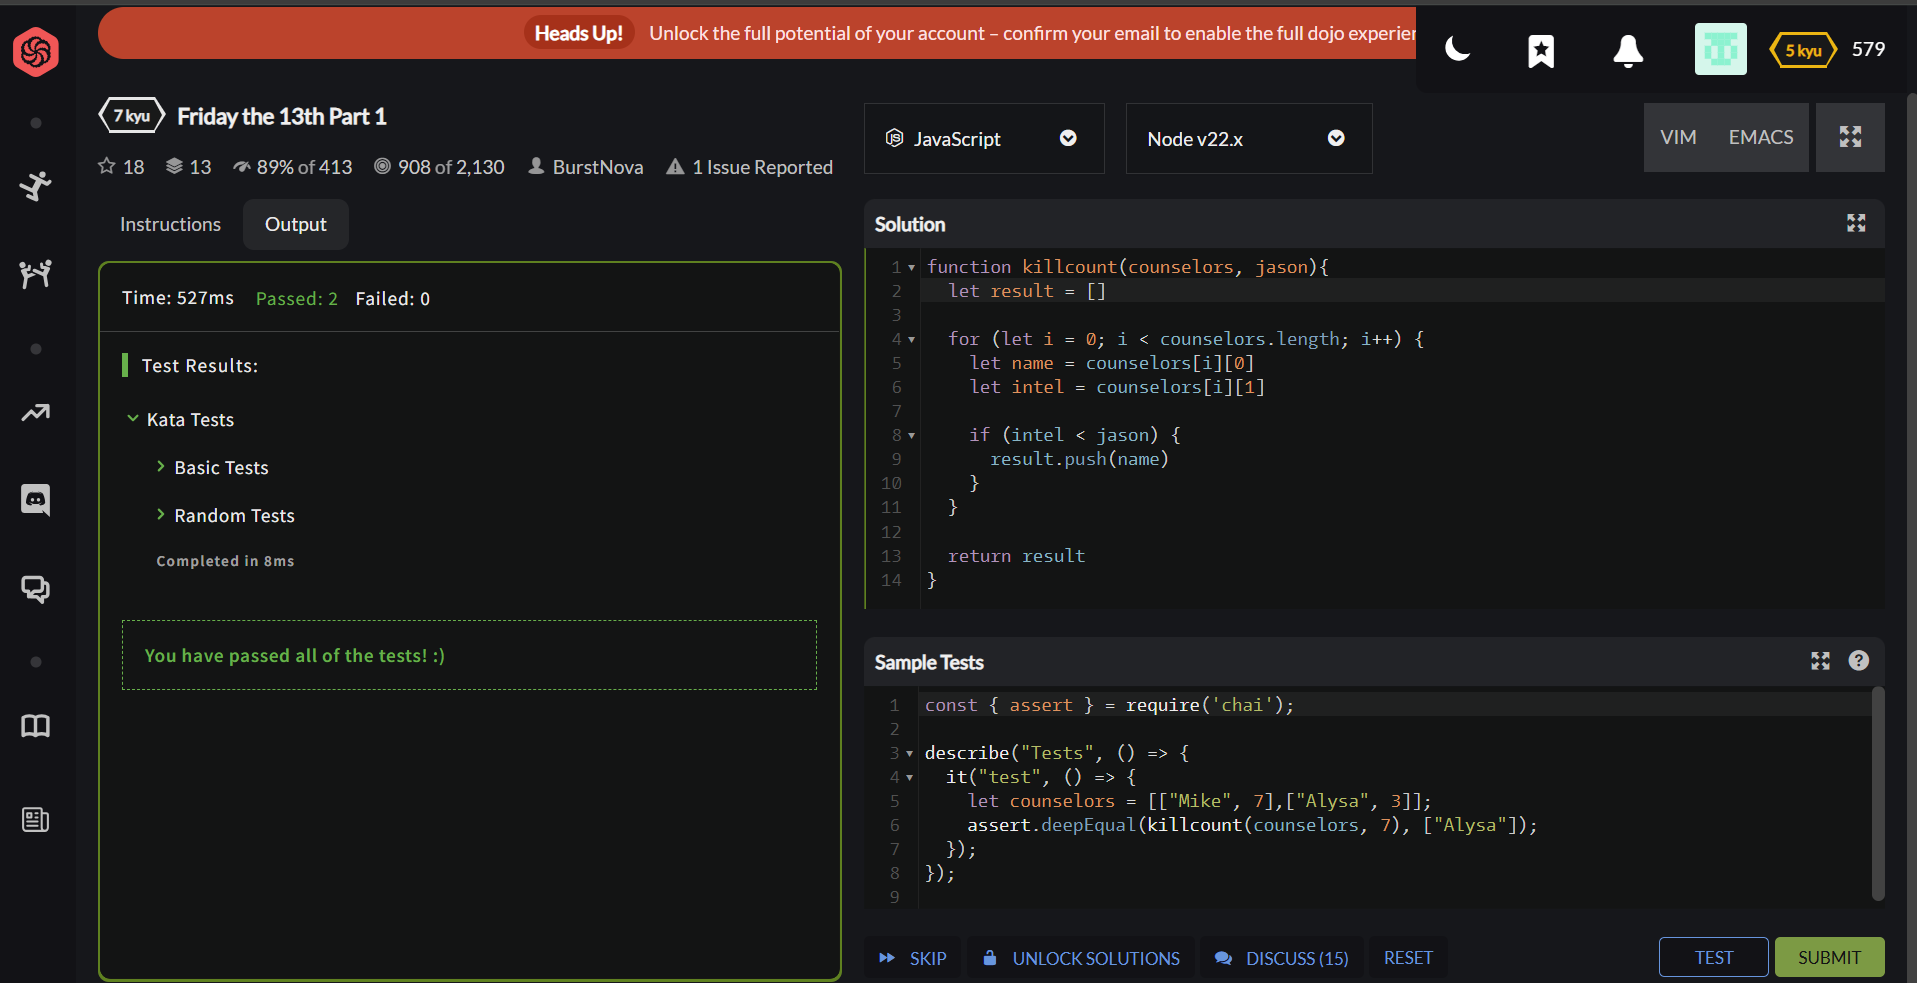 Heads Up! Unlock the full potential of your account – confirm your email to enable the full dojo experien
5 kyu 579
7 kyu Friday the 13th Part 1
18 13 89% of 413 908 of 2,130 BurstNova 1 Issue Reported
Instructions Output
Time: 527ms Passed: 2 Failed: 0
Test Results:
Kata Tests
Basic Tests
Random Tests
Completed in 8ms
You have passed all of the tests! :)
JavaScript Node v22.x VIM EMACS
Solution
1 function killcount(counselors, jason){
2   let result = []
3
4   for (let i = 0; i < counselors.length; i++) {
5     let name = counselors[i][0]
6     let intel = counselors[i][1]
7
8     if (intel < jason) {
9       result.push(name)
10     }
11   }
12
13   return result
14 }
Sample Tests
1 const { assert } = require('chai');
2
3 describe("Tests", () => {
4   it("test", () => {
5     let counselors = [["Mike", 7],["Alysa", 3]];
6     assert.deepEqual(killcount(counselors, 7), ["Alysa"]);
7   });
8 });
9
SKIP UNLOCK SOLUTIONS DISCUSS (15) RESET TEST SUBMIT